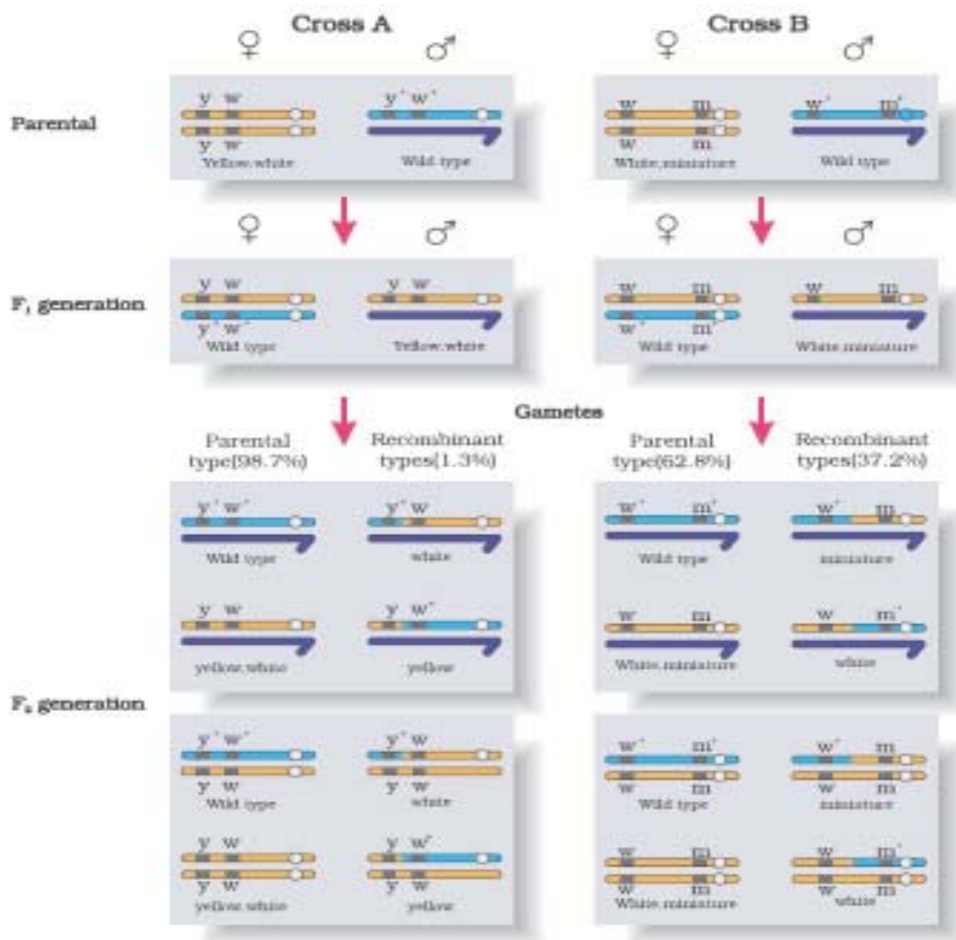 Cross A Cross B
♀ ♂ ♀ ♂
Parental
y w y⁺ w⁺ w m w⁺ m⁺
y w w m
Yellow, white Wild type White, miniature Wild type
♀ ♂ ♀ ♂
F₁ generation
y w y w w m w m
y⁺ w⁺ w⁺ m⁺
Wild type Yellow, white Wild type White, miniature
Gametes
Parental Recombinant Parental Recombinant
type(98.7%) types(1.3%) type(62.8%) types(37.2%)
y⁺ w⁺ y⁺ w w⁺ m⁺ w⁺ m
Wild type white Wild type miniature
y w y w⁺ w m w m⁺
yellow, white yellow White, miniature white
F₂ generation
y⁺ w⁺ y⁺ w w⁺ m⁺ w⁺ m
y w y w w m w m
Wild type white Wild type miniature
y w y w⁺ w m w m⁺
y w y w w m w m
yellow, white yellow White, miniature white